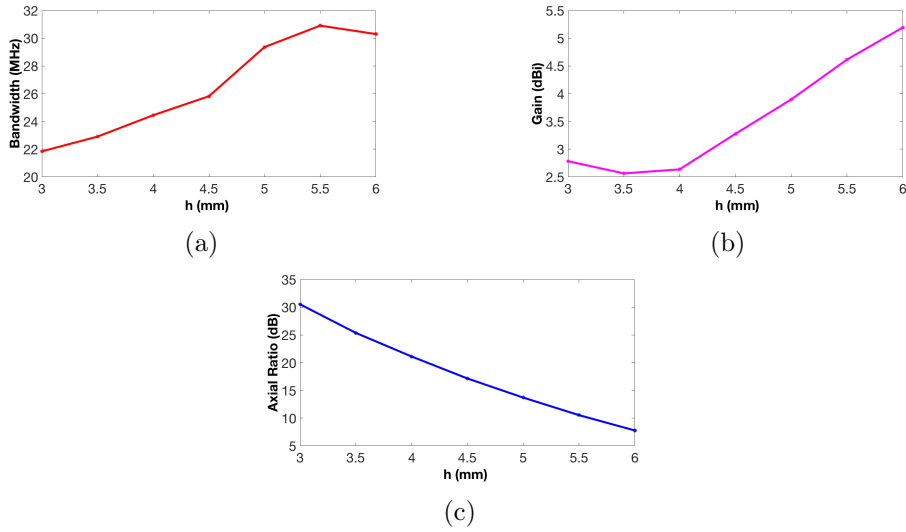 32
30
28
26
24
22
20
Bandwidth (MHz)
3 3.5 4 4.5 5 5.5 6
h (mm)
(a)
5.5
5
4.5
4
3.5
3
2.5
Gain (dBi)
3 3.5 4 4.5 5 5.5 6
h (mm)
(b)
35
30
25
20
15
10
5
Axial Ratio (dB)
3 3.5 4 4.5 5 5.5 6
h (mm)
(c)